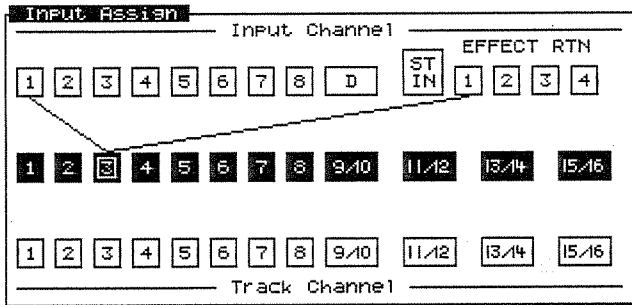 Input Assign
Input Channel
EFFECT RTN
1 2 3 4 5 6 7 8 D ST IN 1 2 3 4
1 2 3 4 5 6 7 8 9/10 11/12 13/14 15/16
1 2 3 4 5 6 7 8 9/10 11/12 13/14 15/16
Track Channel